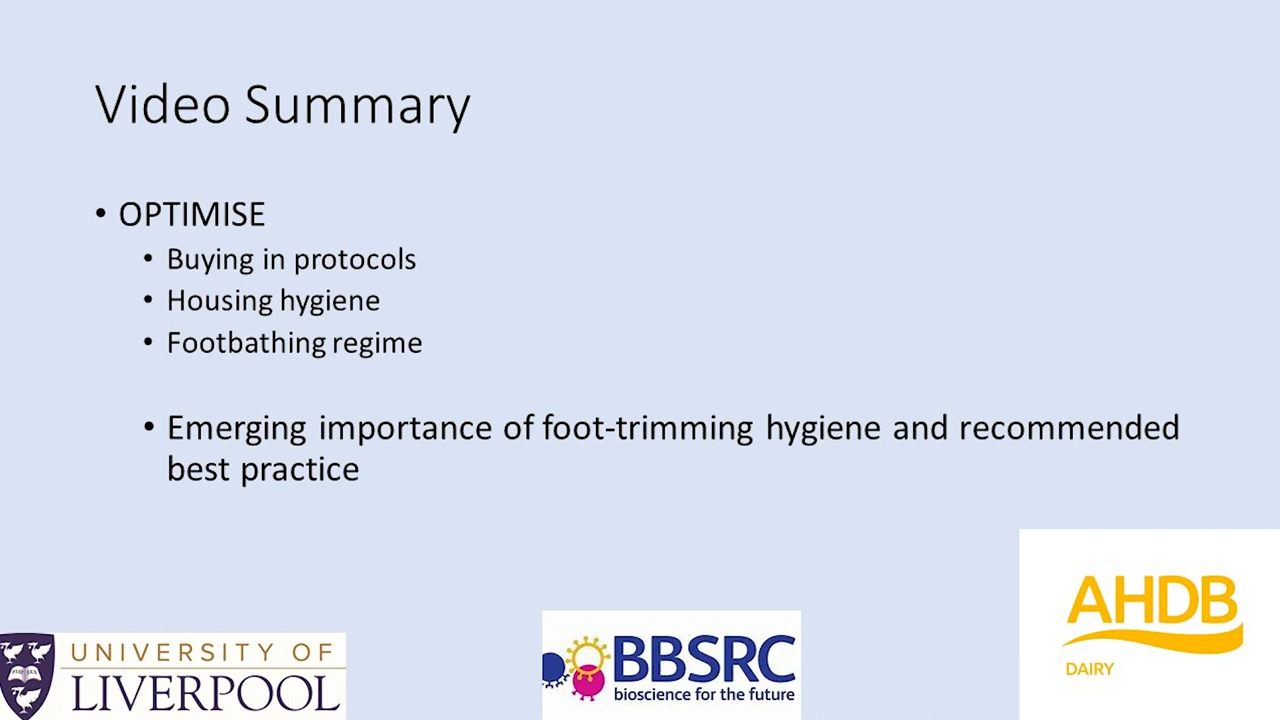 Video Summary
• OPTIMISE
• Buying in protocols
• Housing hygiene
• Footbathing regime
• Emerging importance of foot-trimming hygiene and recommended
best practice
UNIVERSITY OF
LIVERPOOL
BBSRC
bioscience for the future
AHDB
DAIRY